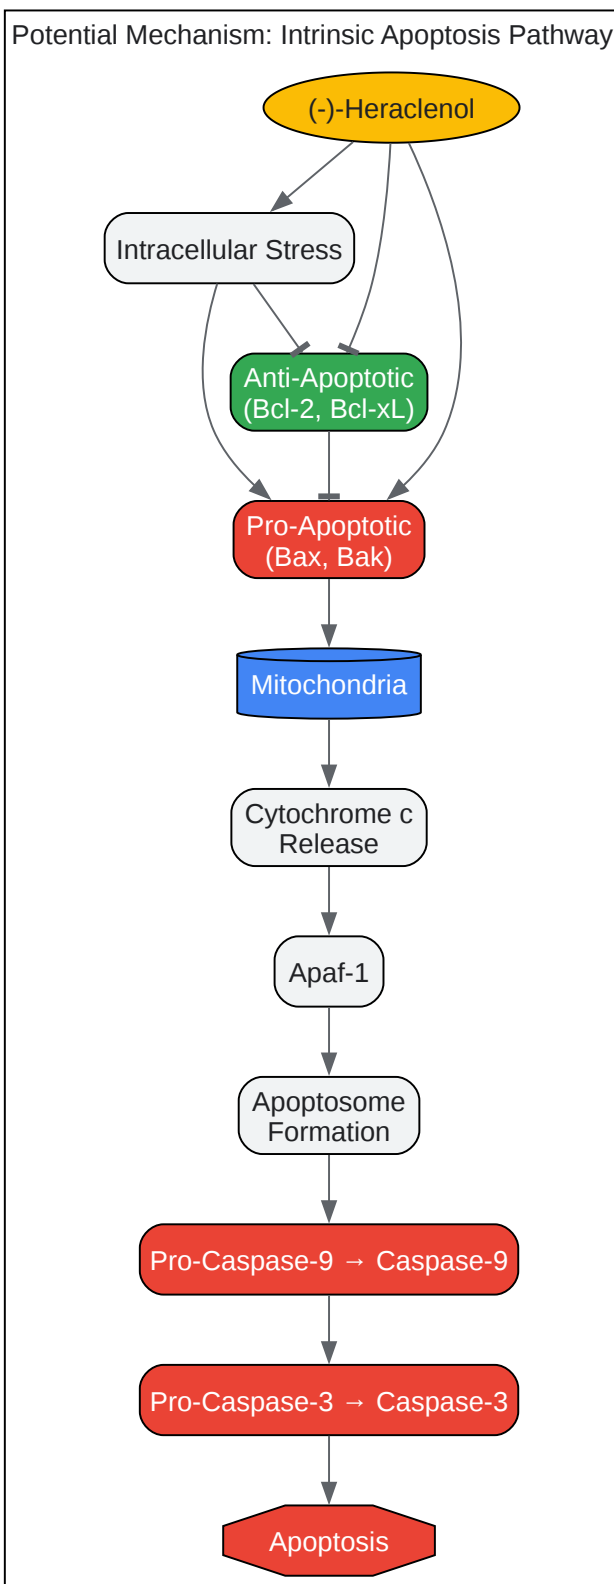 Potential Mechanism: Intrinsic Apoptosis Pathway
(-)-Heraclenol
Intracellular Stress
Anti-Apoptotic
(Bcl-2, Bcl-xL)
Pro-Apoptotic
(Bax, Bak)
Mitochondria
Cytochrome c
Release
Apaf-1
Apoptosome
Formation
Pro-Caspase-9 → Caspase-9
Pro-Caspase-3 → Caspase-3
Apoptosis